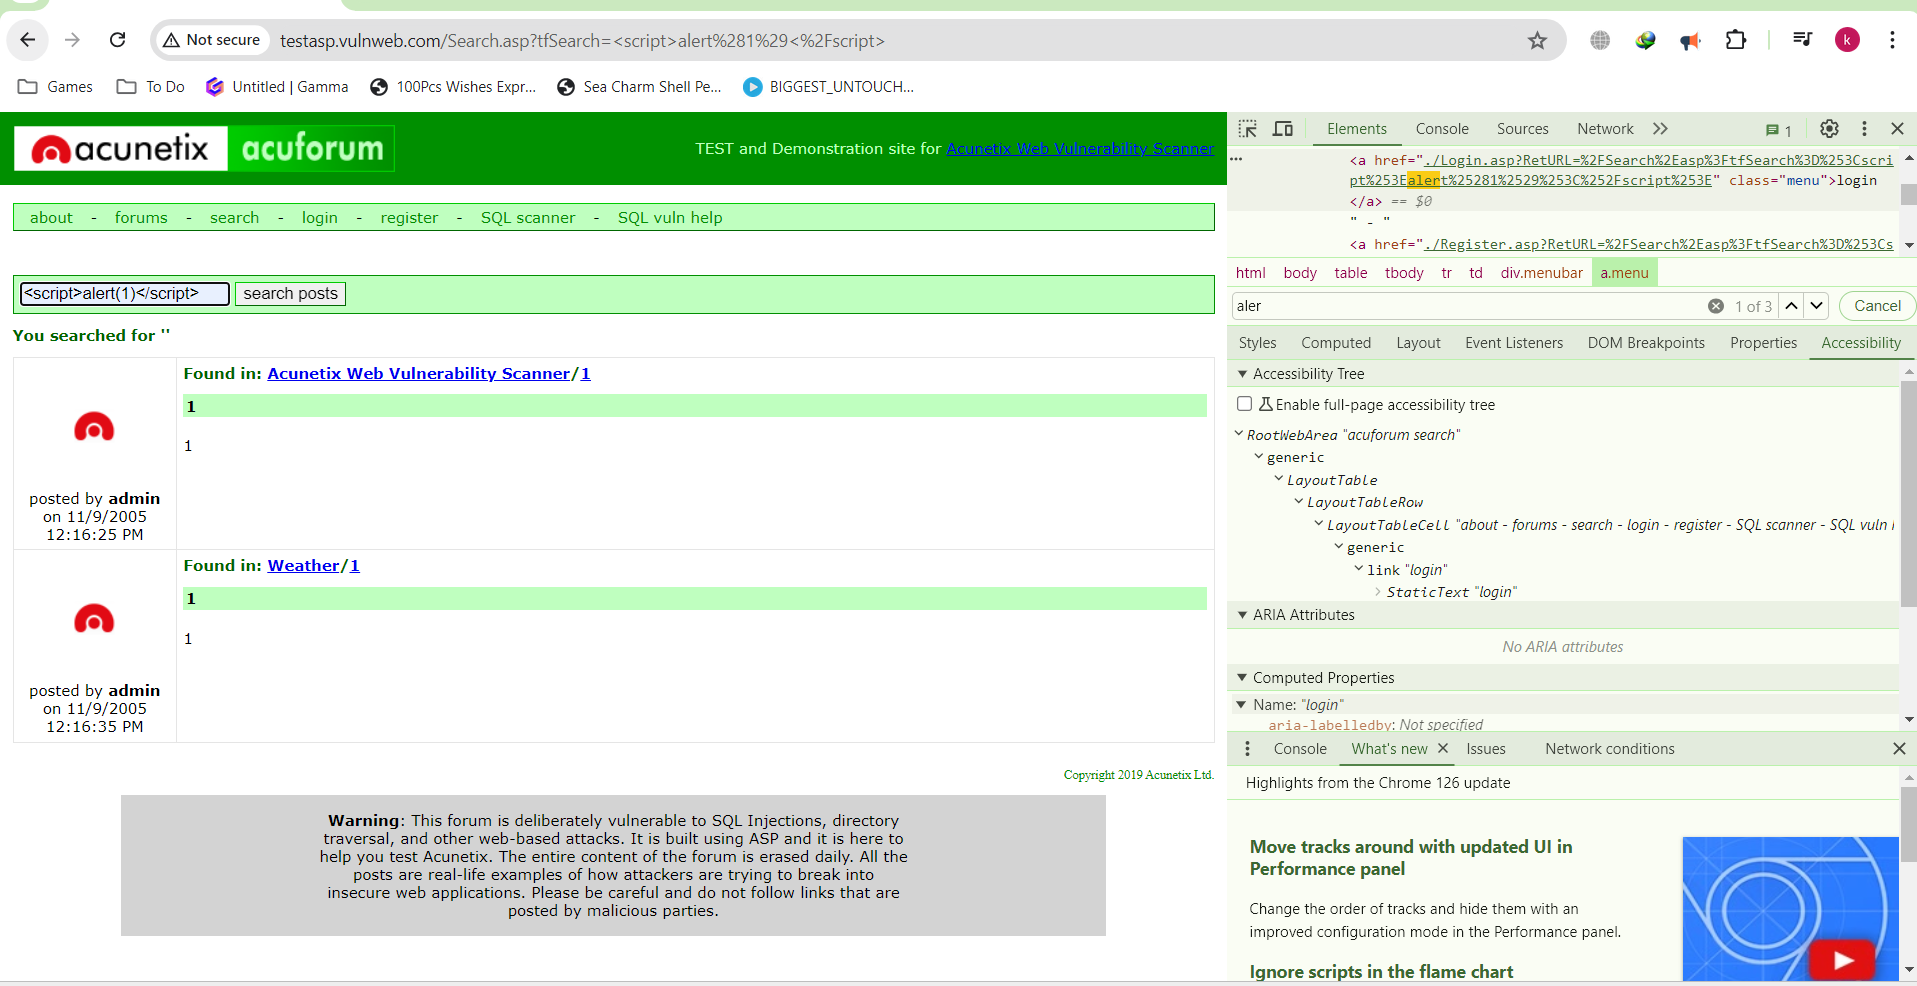 Not secure
testasp.vulnweb.com/Search.asp?tfSearch=<script>alert%281%29<%2Fscript>
k
Games
To Do
Untitled | Gamma
100Pcs Wishes Expr...
Sea Charm Shell Pe...
BIGGEST_UNTOUCH...
acunetix acuforum
TEST and Demonstration site for Acunetix Web Vulnerability Scanner
about - forums - search - login - register - SQL scanner - SQL vuln help
<script>alert(1)</script> search posts
You searched for ''
Found in: Acunetix Web Vulnerability Scanner/1
1
1
posted by admin
on 11/9/2005
12:16:25 PM
Found in: Weather/1
1
1
posted by admin
on 11/9/2005
12:16:35 PM
Copyright 2019 Acunetix Ltd.
Warning: This forum is deliberately vulnerable to SQL Injections, directory
traversal, and other web-based attacks. It is built using ASP and it is here to
help you test Acunetix. The entire content of the forum is erased daily. All the
posts are real-life examples of how attackers are trying to break into
insecure web applications. Please be careful and do not follow links that are
posted by malicious parties.
Elements Console Sources Network 1
<a href="./Login.asp?RetURL=%2FSearch%2Easp%3FtfSearch%3D%253Cscri
pt%253Ealert%25281%2529%253C%252Fscript%253E" class="menu">login
</a> == $0
" - "
<a href="./Register.asp?RetURL=%2FSearch%2Easp%3FtfSearch%3D%253Cs
html body table tbody tr td div.menubar a.menu
aler 1 of 3 Cancel
Styles Computed Layout Event Listeners DOM Breakpoints Properties Accessibility
Accessibility Tree
Enable full-page accessibility tree
RootWebArea "acuforum search"
generic
LayoutTable
LayoutTableRow
LayoutTableCell "about - forums - search - login - register - SQL scanner - SQL vuln
generic
link "login"
StaticText "login"
ARIA Attributes
No ARIA attributes
Computed Properties
Name: "login"
aria-labelledby: Not specified
Console What's new Issues Network conditions
Highlights from the Chrome 126 update
Move tracks around with updated UI in
Performance panel
Change the order of tracks and hide them with an
improved configuration mode in the Performance panel.
Ignore scripts in the flame chart